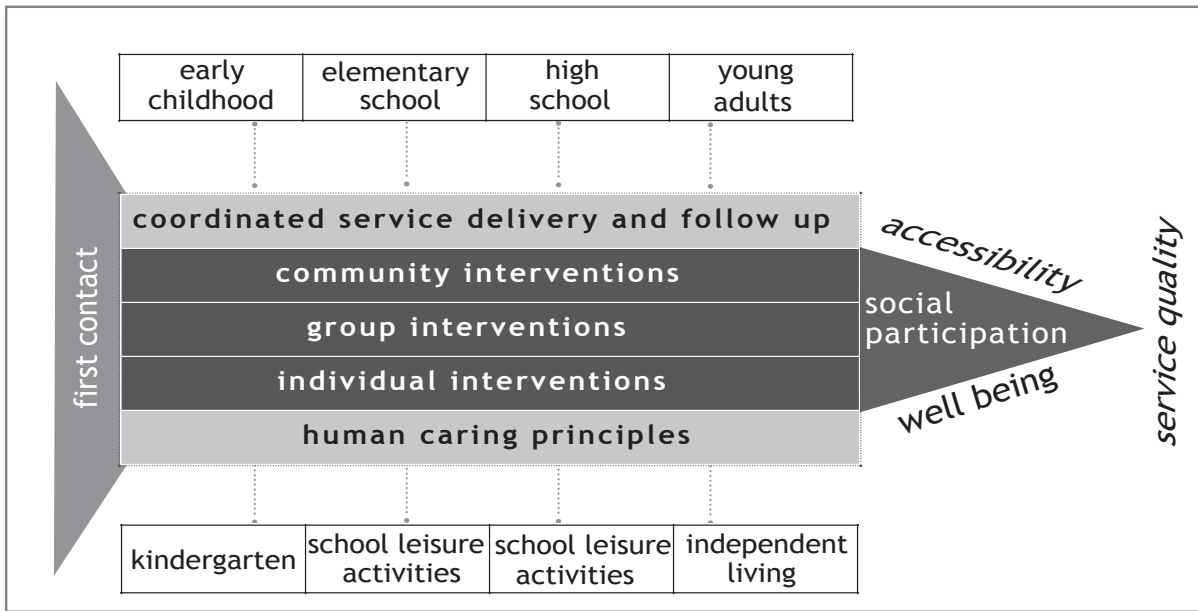 early
childhood
elementary
school
high
school
young
adults
first contact
coordinated service delivery and follow up
community interventions
group interventions
individual interventions
human caring principles
accessibility
social
participation
well being
service quality
kindergarten
school leisure
activities
school leisure
activities
independent
living